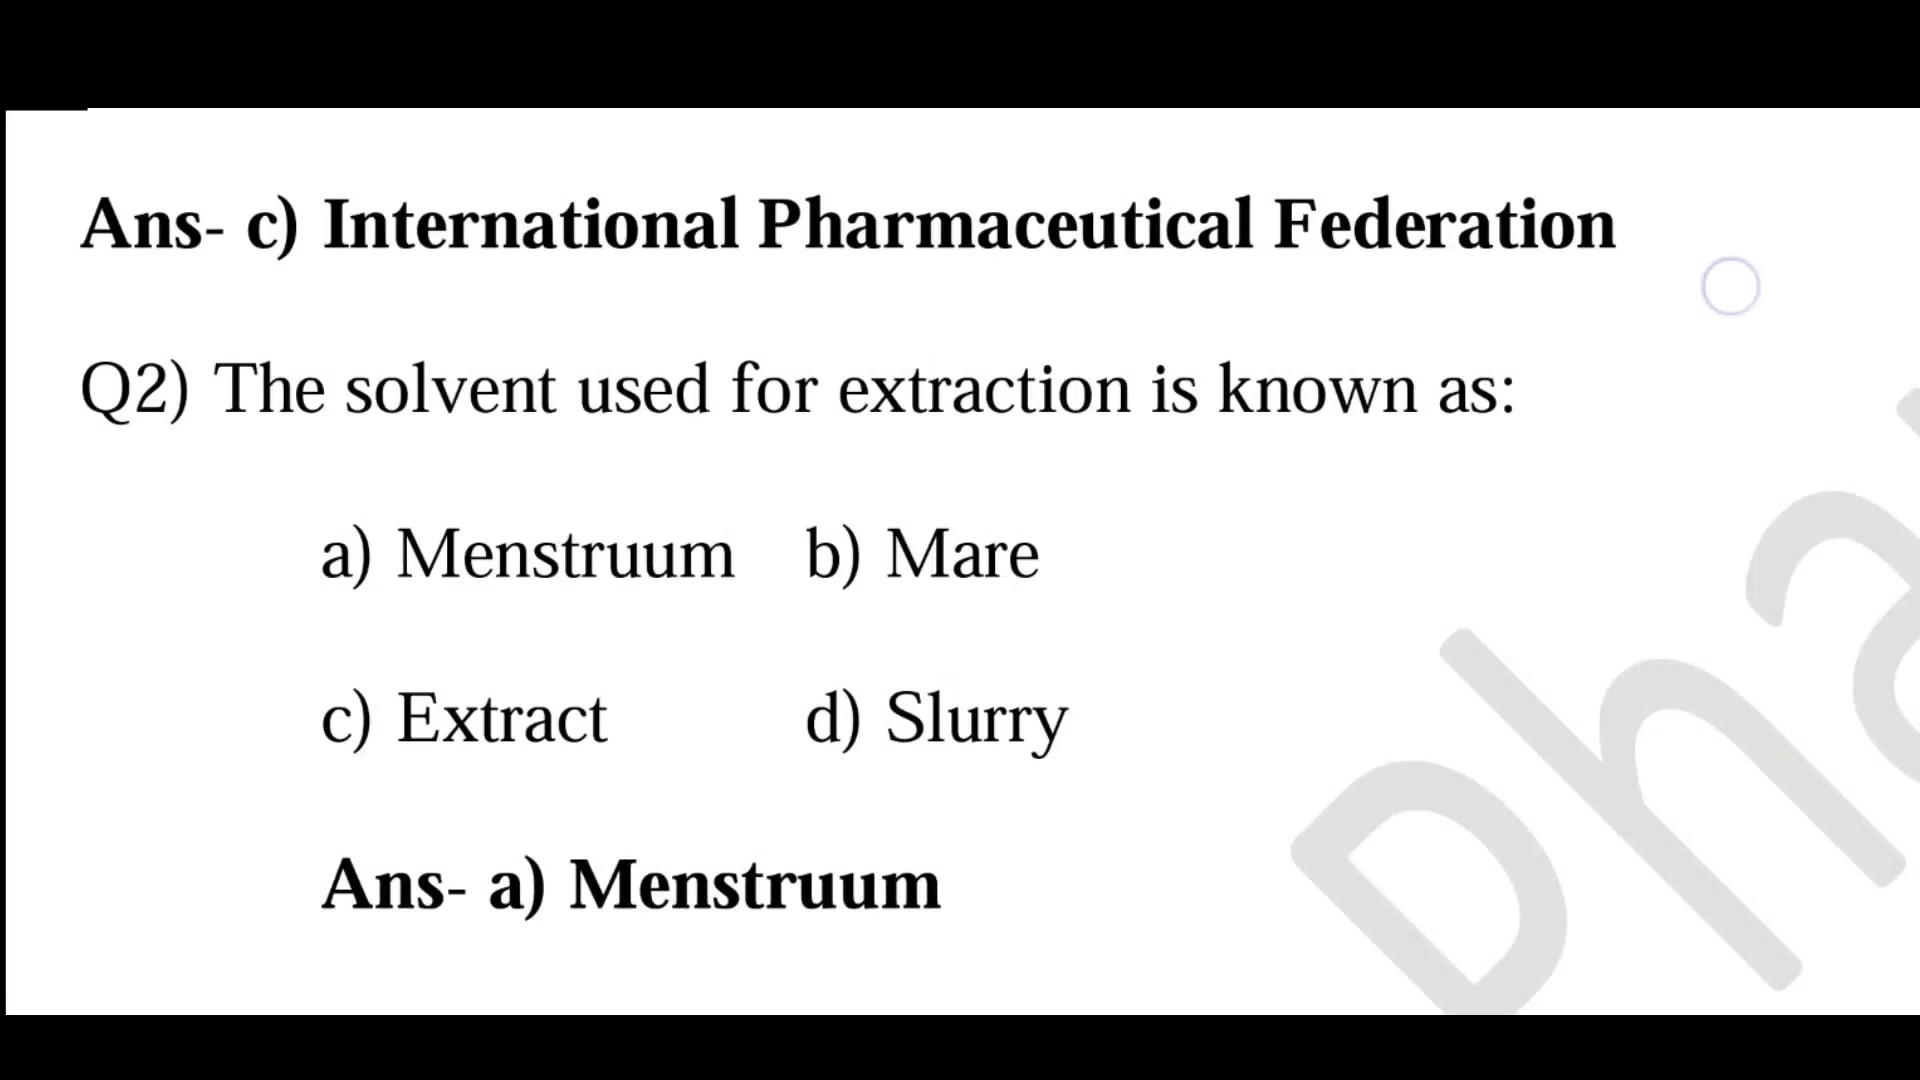 Ans- c) International Pharmaceutical Federation
Q2) The solvent used for extraction is known as:
a) Menstruum b) Mare
c) Extract d) Slurry
Ans- a) Menstruum
Pha